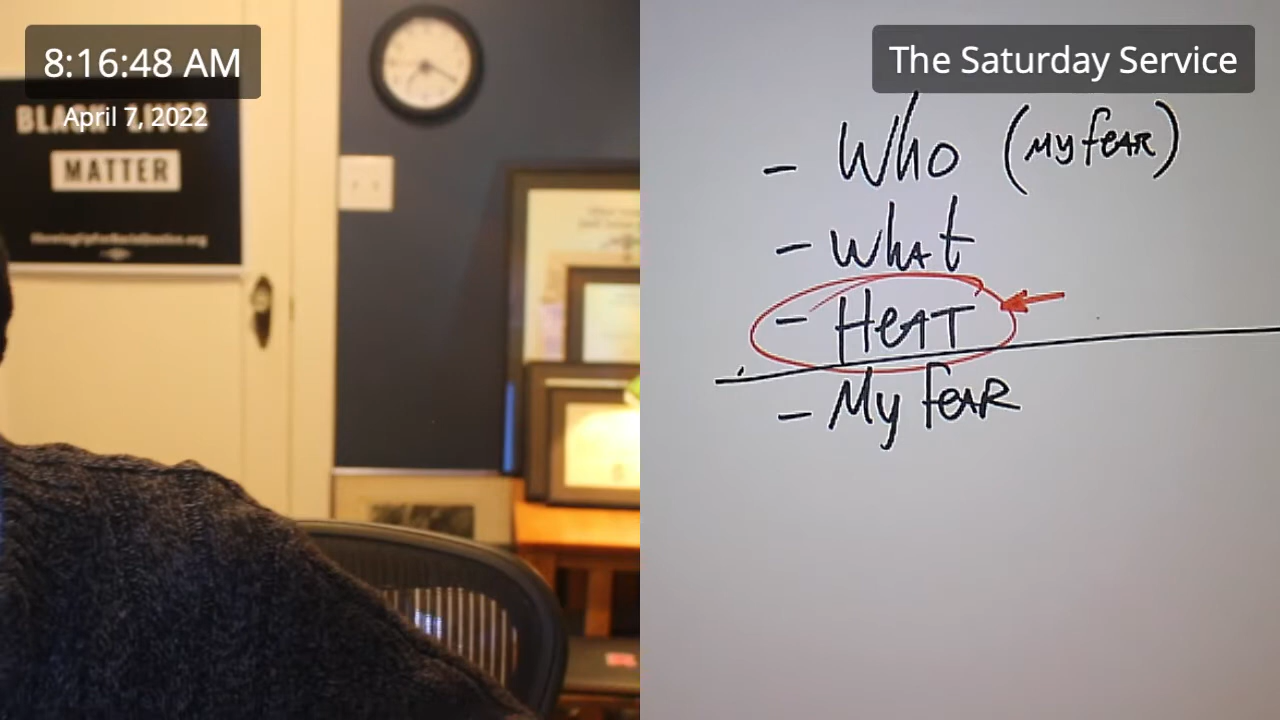 8:16:48 AM
April 7, 2022
BLACK LIVES
MATTER
The Saturday Service
- Who (My feAR)
- WhAt
- HeAT
- My feAR